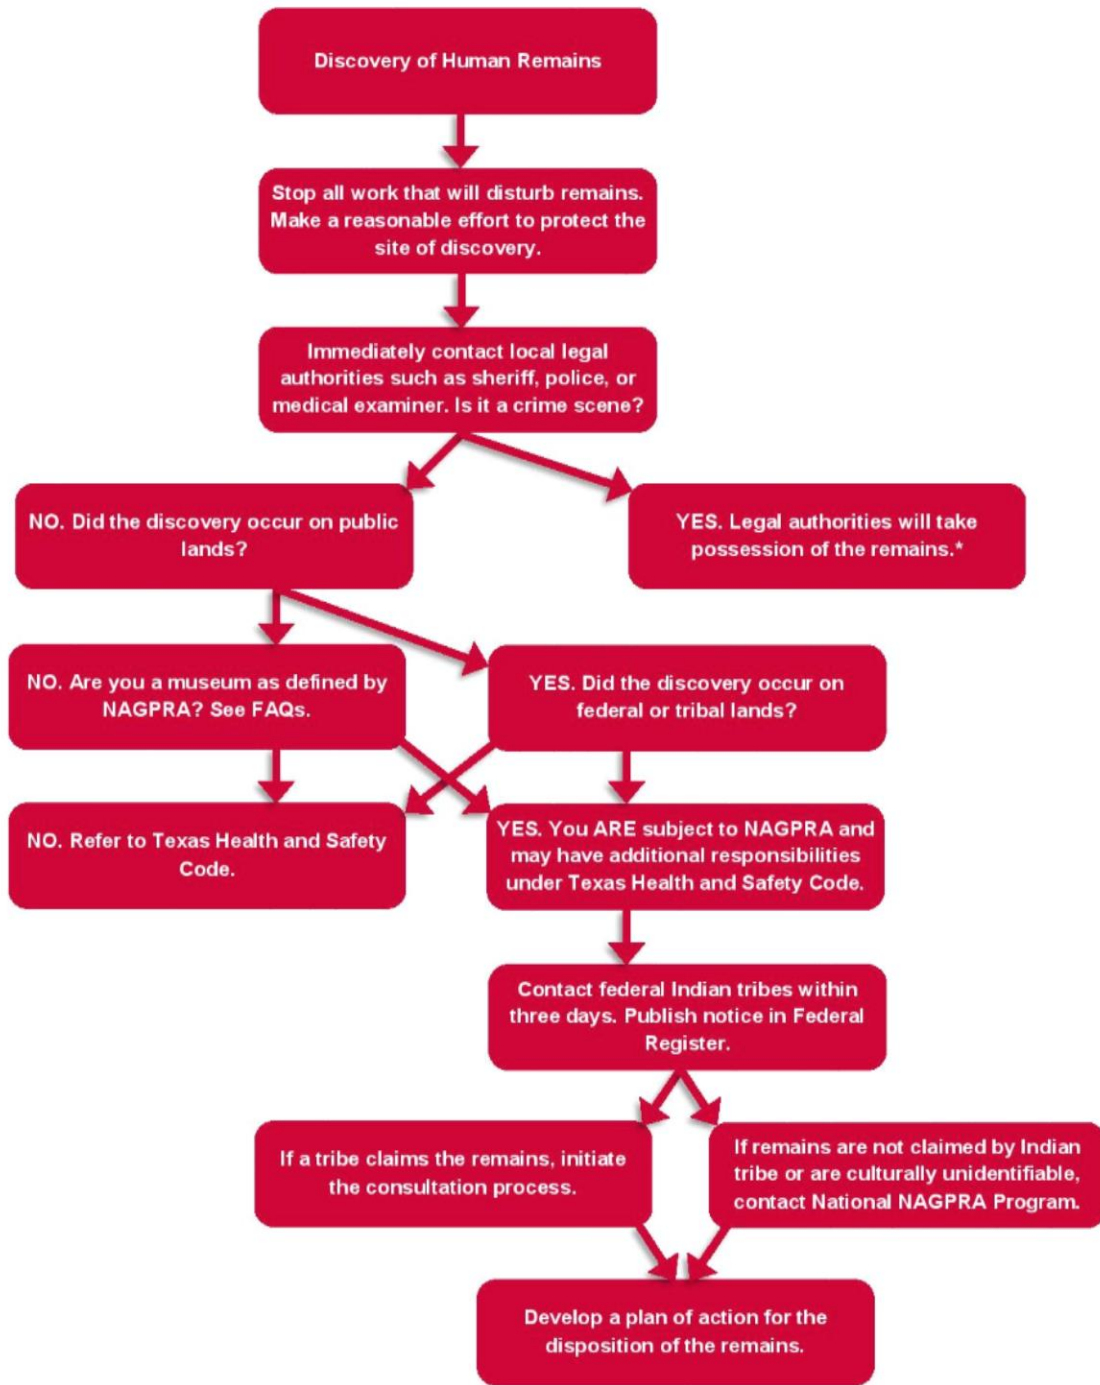 Discovery of Human Remains
Stop all work that will disturb remains.
Make a reasonable effort to protect the
site of discovery.
Immediately contact local legal
authorities such as sheriff, police, or
medical examiner. Is it a crime scene?
NO. Did the discovery occur on public
lands?
YES. Legal authorities will take
possession of the remains.*
NO. Are you a museum as defined by
NAGPRA? See FAQs.
YES. Did the discovery occur on
federal or tribal lands?
NO. Refer to Texas Health and Safety
Code.
YES. You ARE subject to NAGPRA and
may have additional responsibilities
under Texas Health and Safety Code.
Contact federal Indian tribes within
three days. Publish notice in Federal
Register.
If a tribe claims the remains, initiate
the consultation process.
If remains are not claimed by Indian
tribe or are culturally unidentifiable,
contact National NAGPRA Program.
Develop a plan of action for the
disposition of the remains.